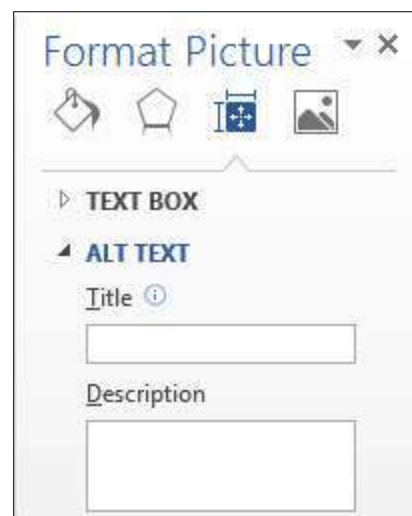 Format Picture
TEXT BOX
ALT TEXT
Title
Description